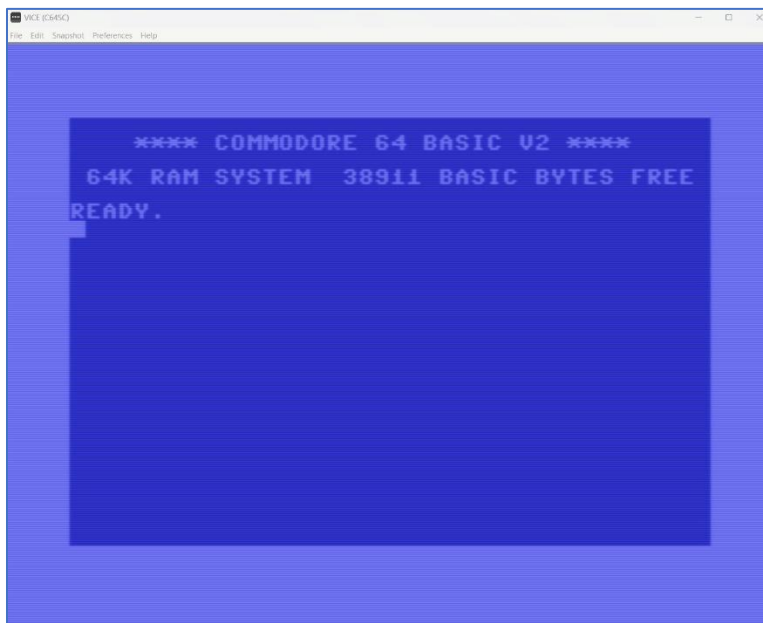 VICE (C64SC)
File Edit Snapshot Preferences Help
**** COMMODORE 64 BASIC V2 ****
64K RAM SYSTEM  38911 BASIC BYTES FREE
READY.